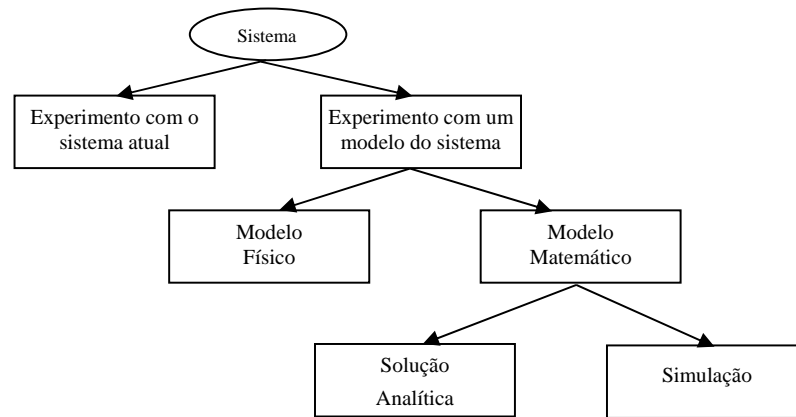 Sistema
Experimento com o
sistema atual
Experimento com um
modelo do sistema
Modelo
Físico
Modelo
Matemático
Solução
Analítica
Simulação